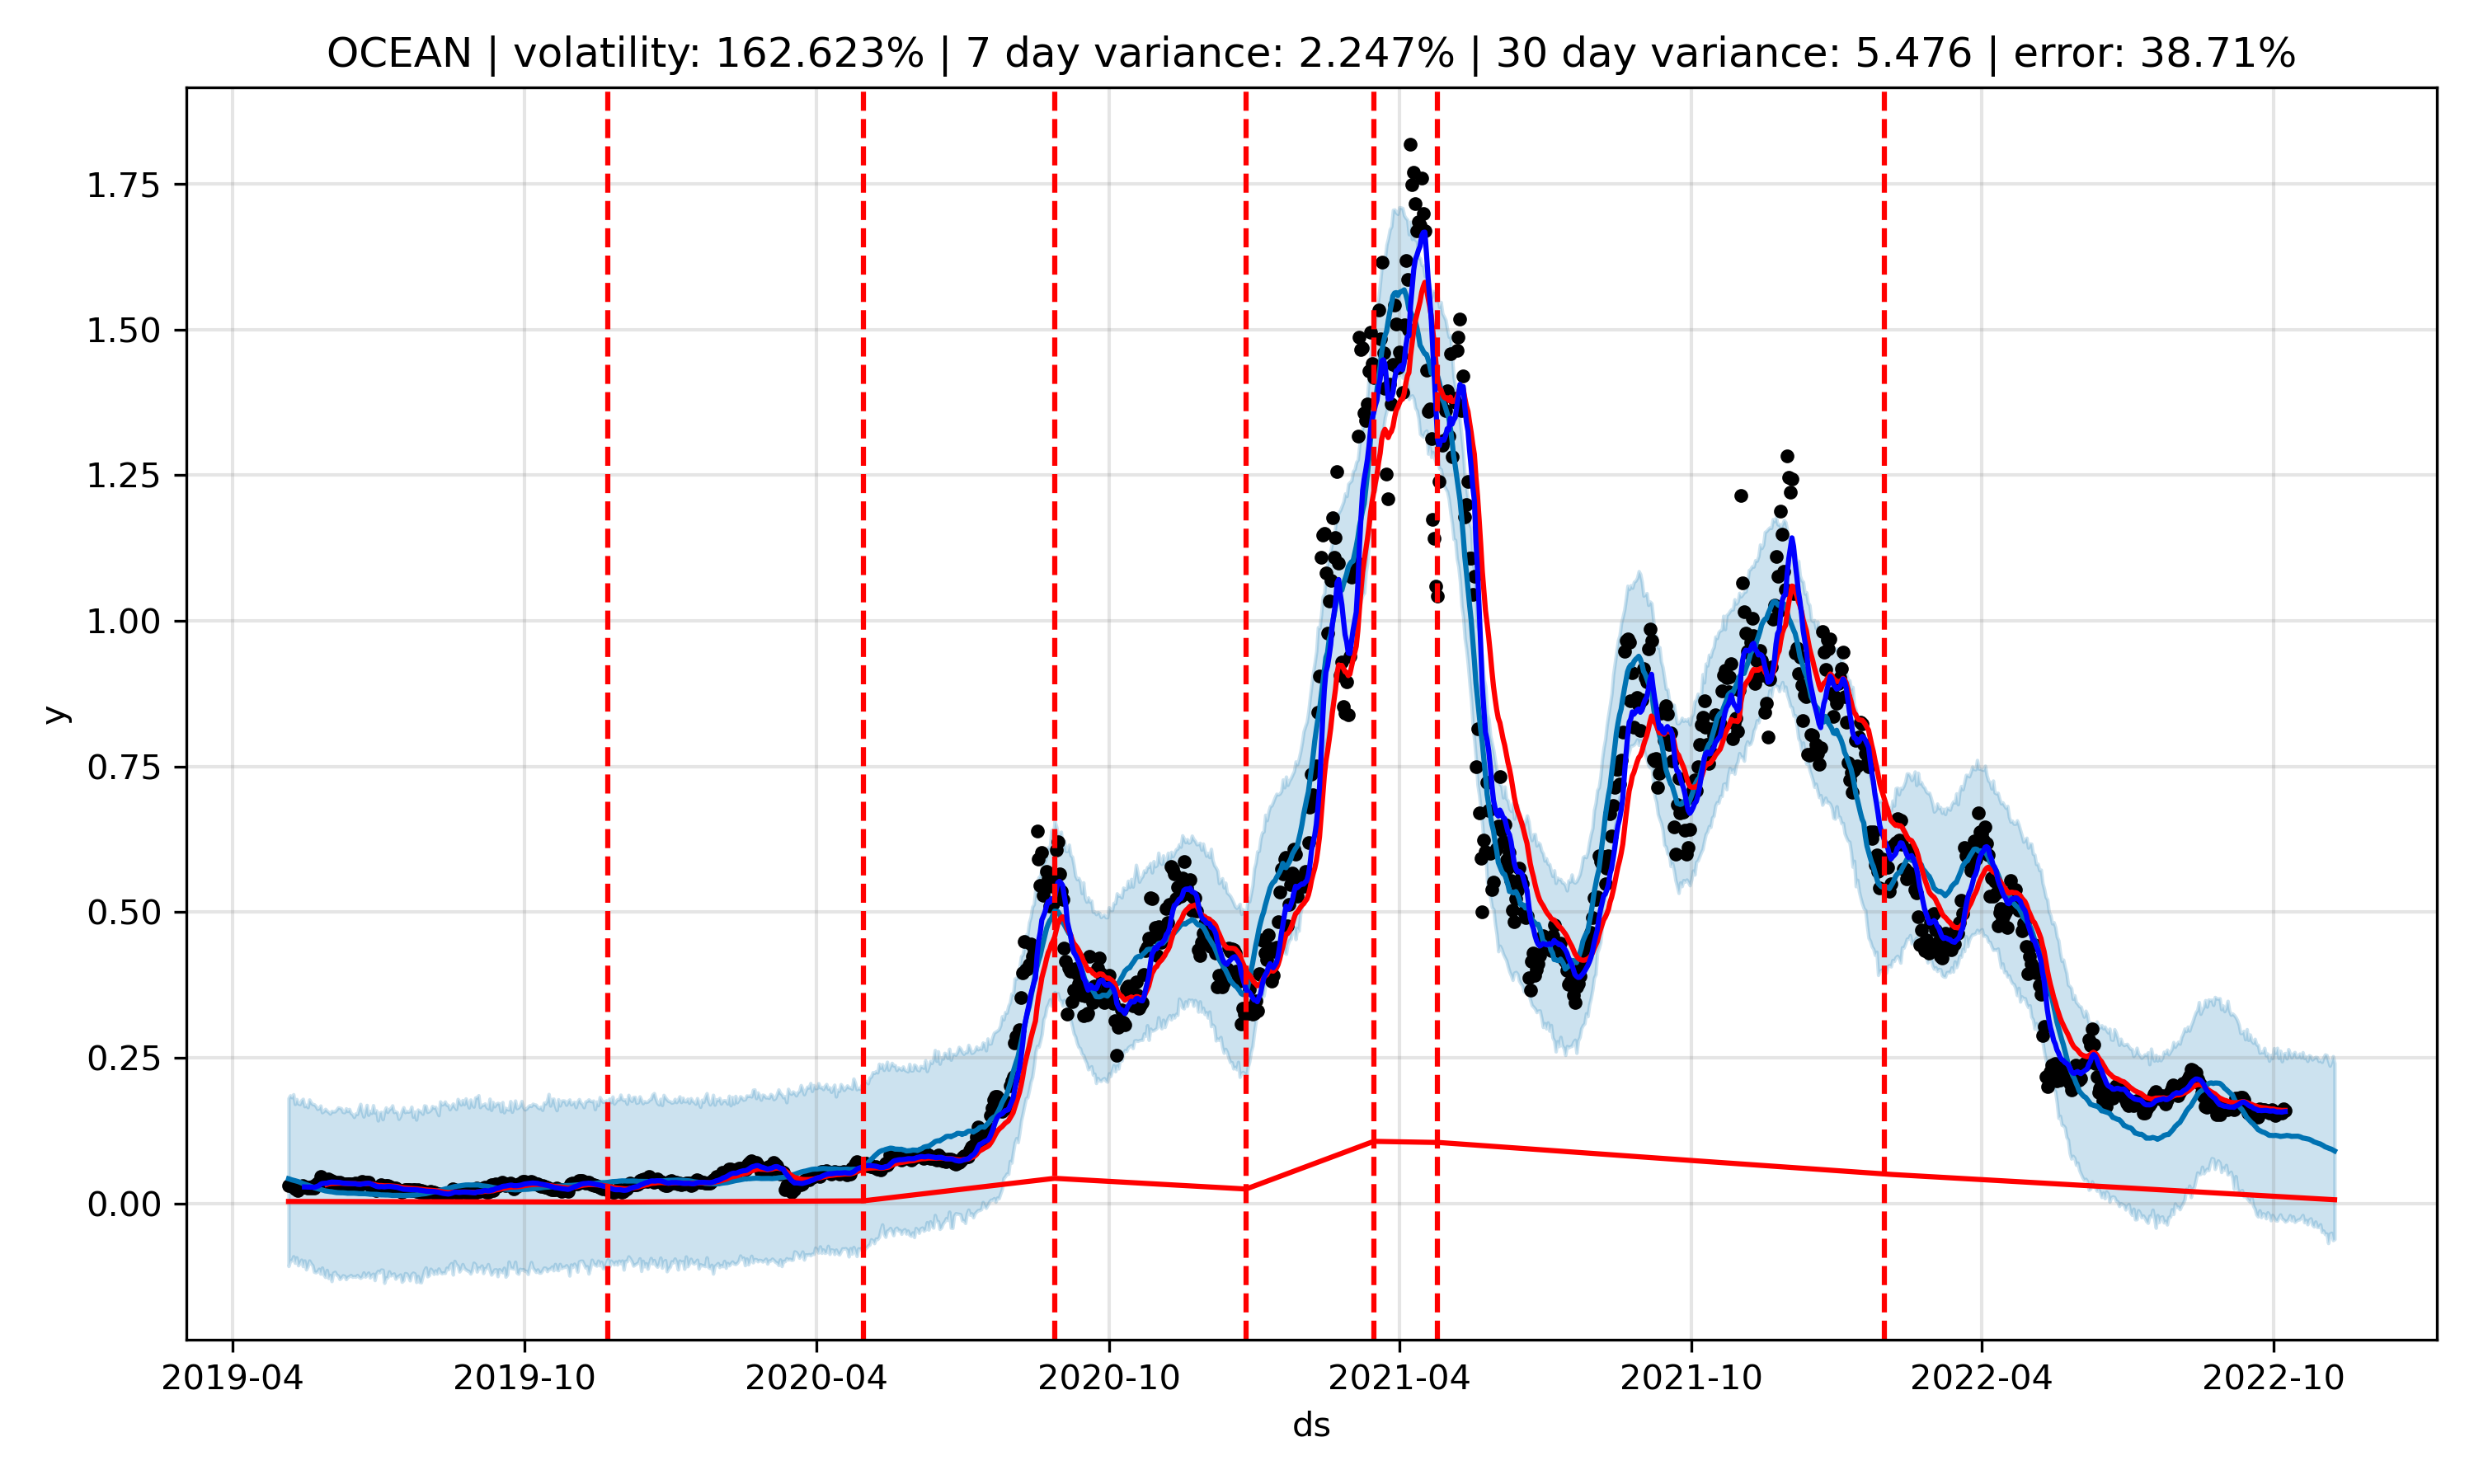 OCEAN | volatility: 162.623% | 7 day variance: 2.247% | 30 day variance: 5.476 | error: 38.71%
1.75
1.50
1.25
1.00
0.75
0.50
0.25
0.00
y
2019-04 2019-10 2020-04 2020-10 2021-04 2021-10 2022-04 2022-10
ds